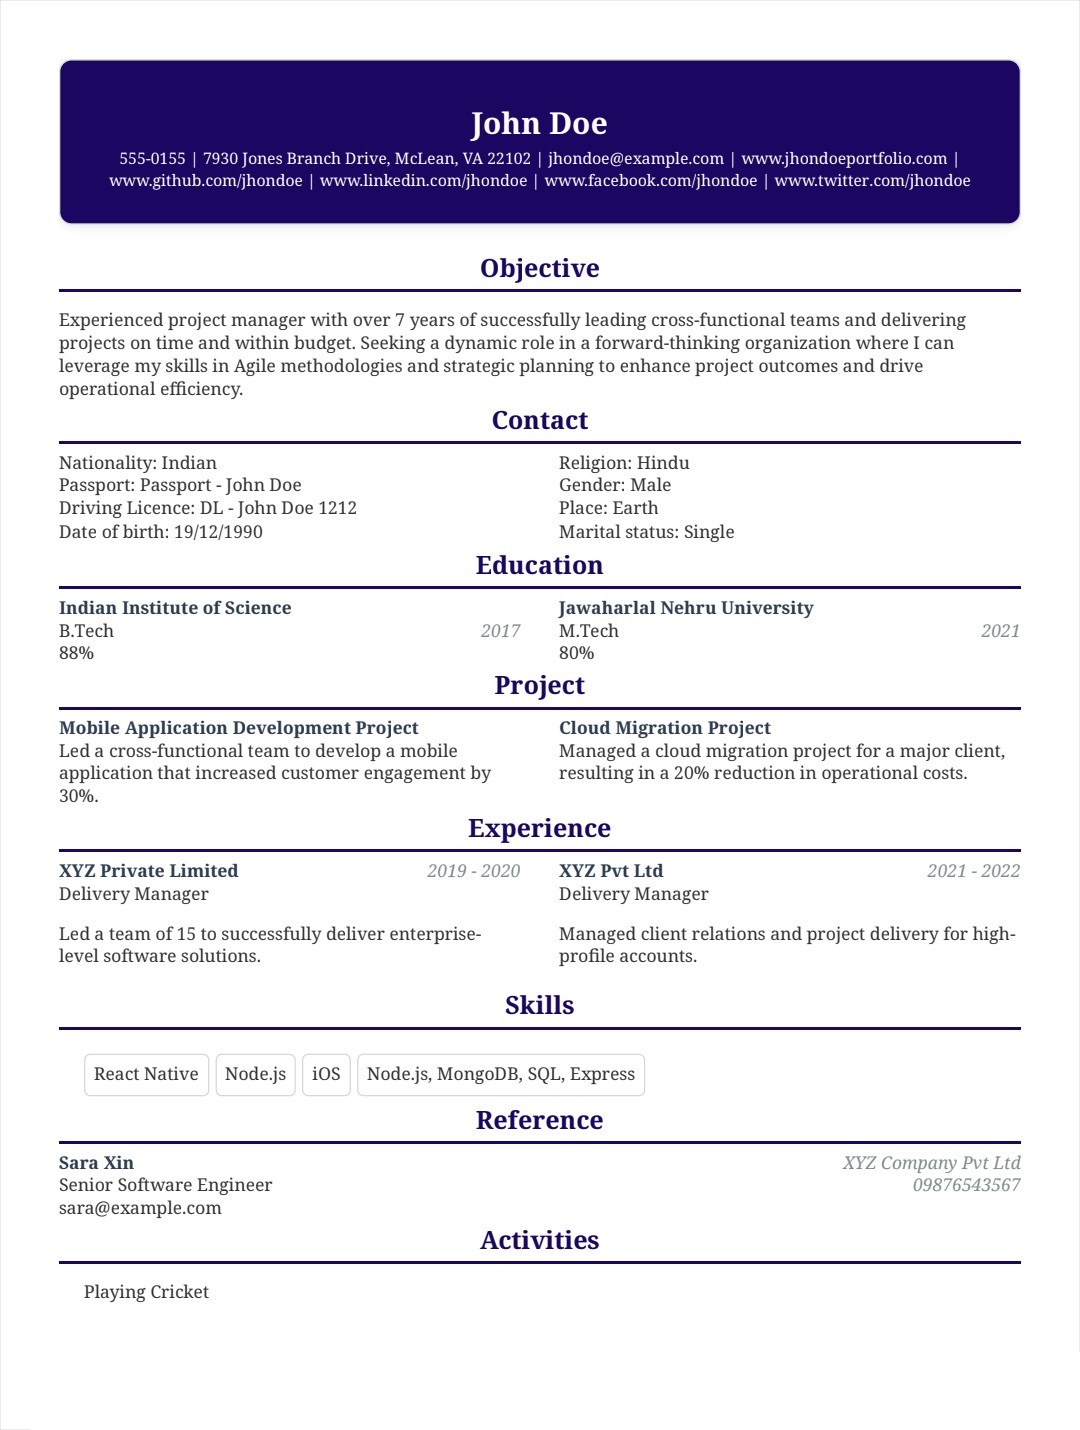 John Doe
555-0155 | 7930 Jones Branch Drive, McLean, VA 22102 | jhondoe@example.com | www.jhondoeportfolio.com |
www.github.com/jhondoe | www.linkedin.com/jhondoe | www.facebook.com/jhondoe | www.twitter.com/jhondoe
Objective
Experienced project manager with over 7 years of successfully leading cross-functional teams and delivering
projects on time and within budget. Seeking a dynamic role in a forward-thinking organization where I can
leverage my skills in Agile methodologies and strategic planning to enhance project outcomes and drive
operational efficiency.
Contact
Nationality: Indian
Passport: Passport - John Doe
Driving Licence: DL - John Doe 1212
Date of birth: 19/12/1990
Religion: Hindu
Gender: Male
Place: Earth
Marital status: Single
Education
Indian Institute of Science
B.Tech 2017
88%
Jawaharlal Nehru University
M.Tech 2021
80%
Project
Mobile Application Development Project
Led a cross-functional team to develop a mobile
application that increased customer engagement by
30%.
Cloud Migration Project
Managed a cloud migration project for a major client,
resulting in a 20% reduction in operational costs.
Experience
XYZ Private Limited 2019 - 2020
Delivery Manager
Led a team of 15 to successfully deliver enterprise-
level software solutions.
XYZ Pvt Ltd 2021 - 2022
Delivery Manager
Managed client relations and project delivery for high-
profile accounts.
Skills
React Native Node.js iOS Node.js, MongoDB, SQL, Express
Reference
Sara Xin XYZ Company Pvt Ltd
Senior Software Engineer 09876543567
sara@example.com
Activities
Playing Cricket